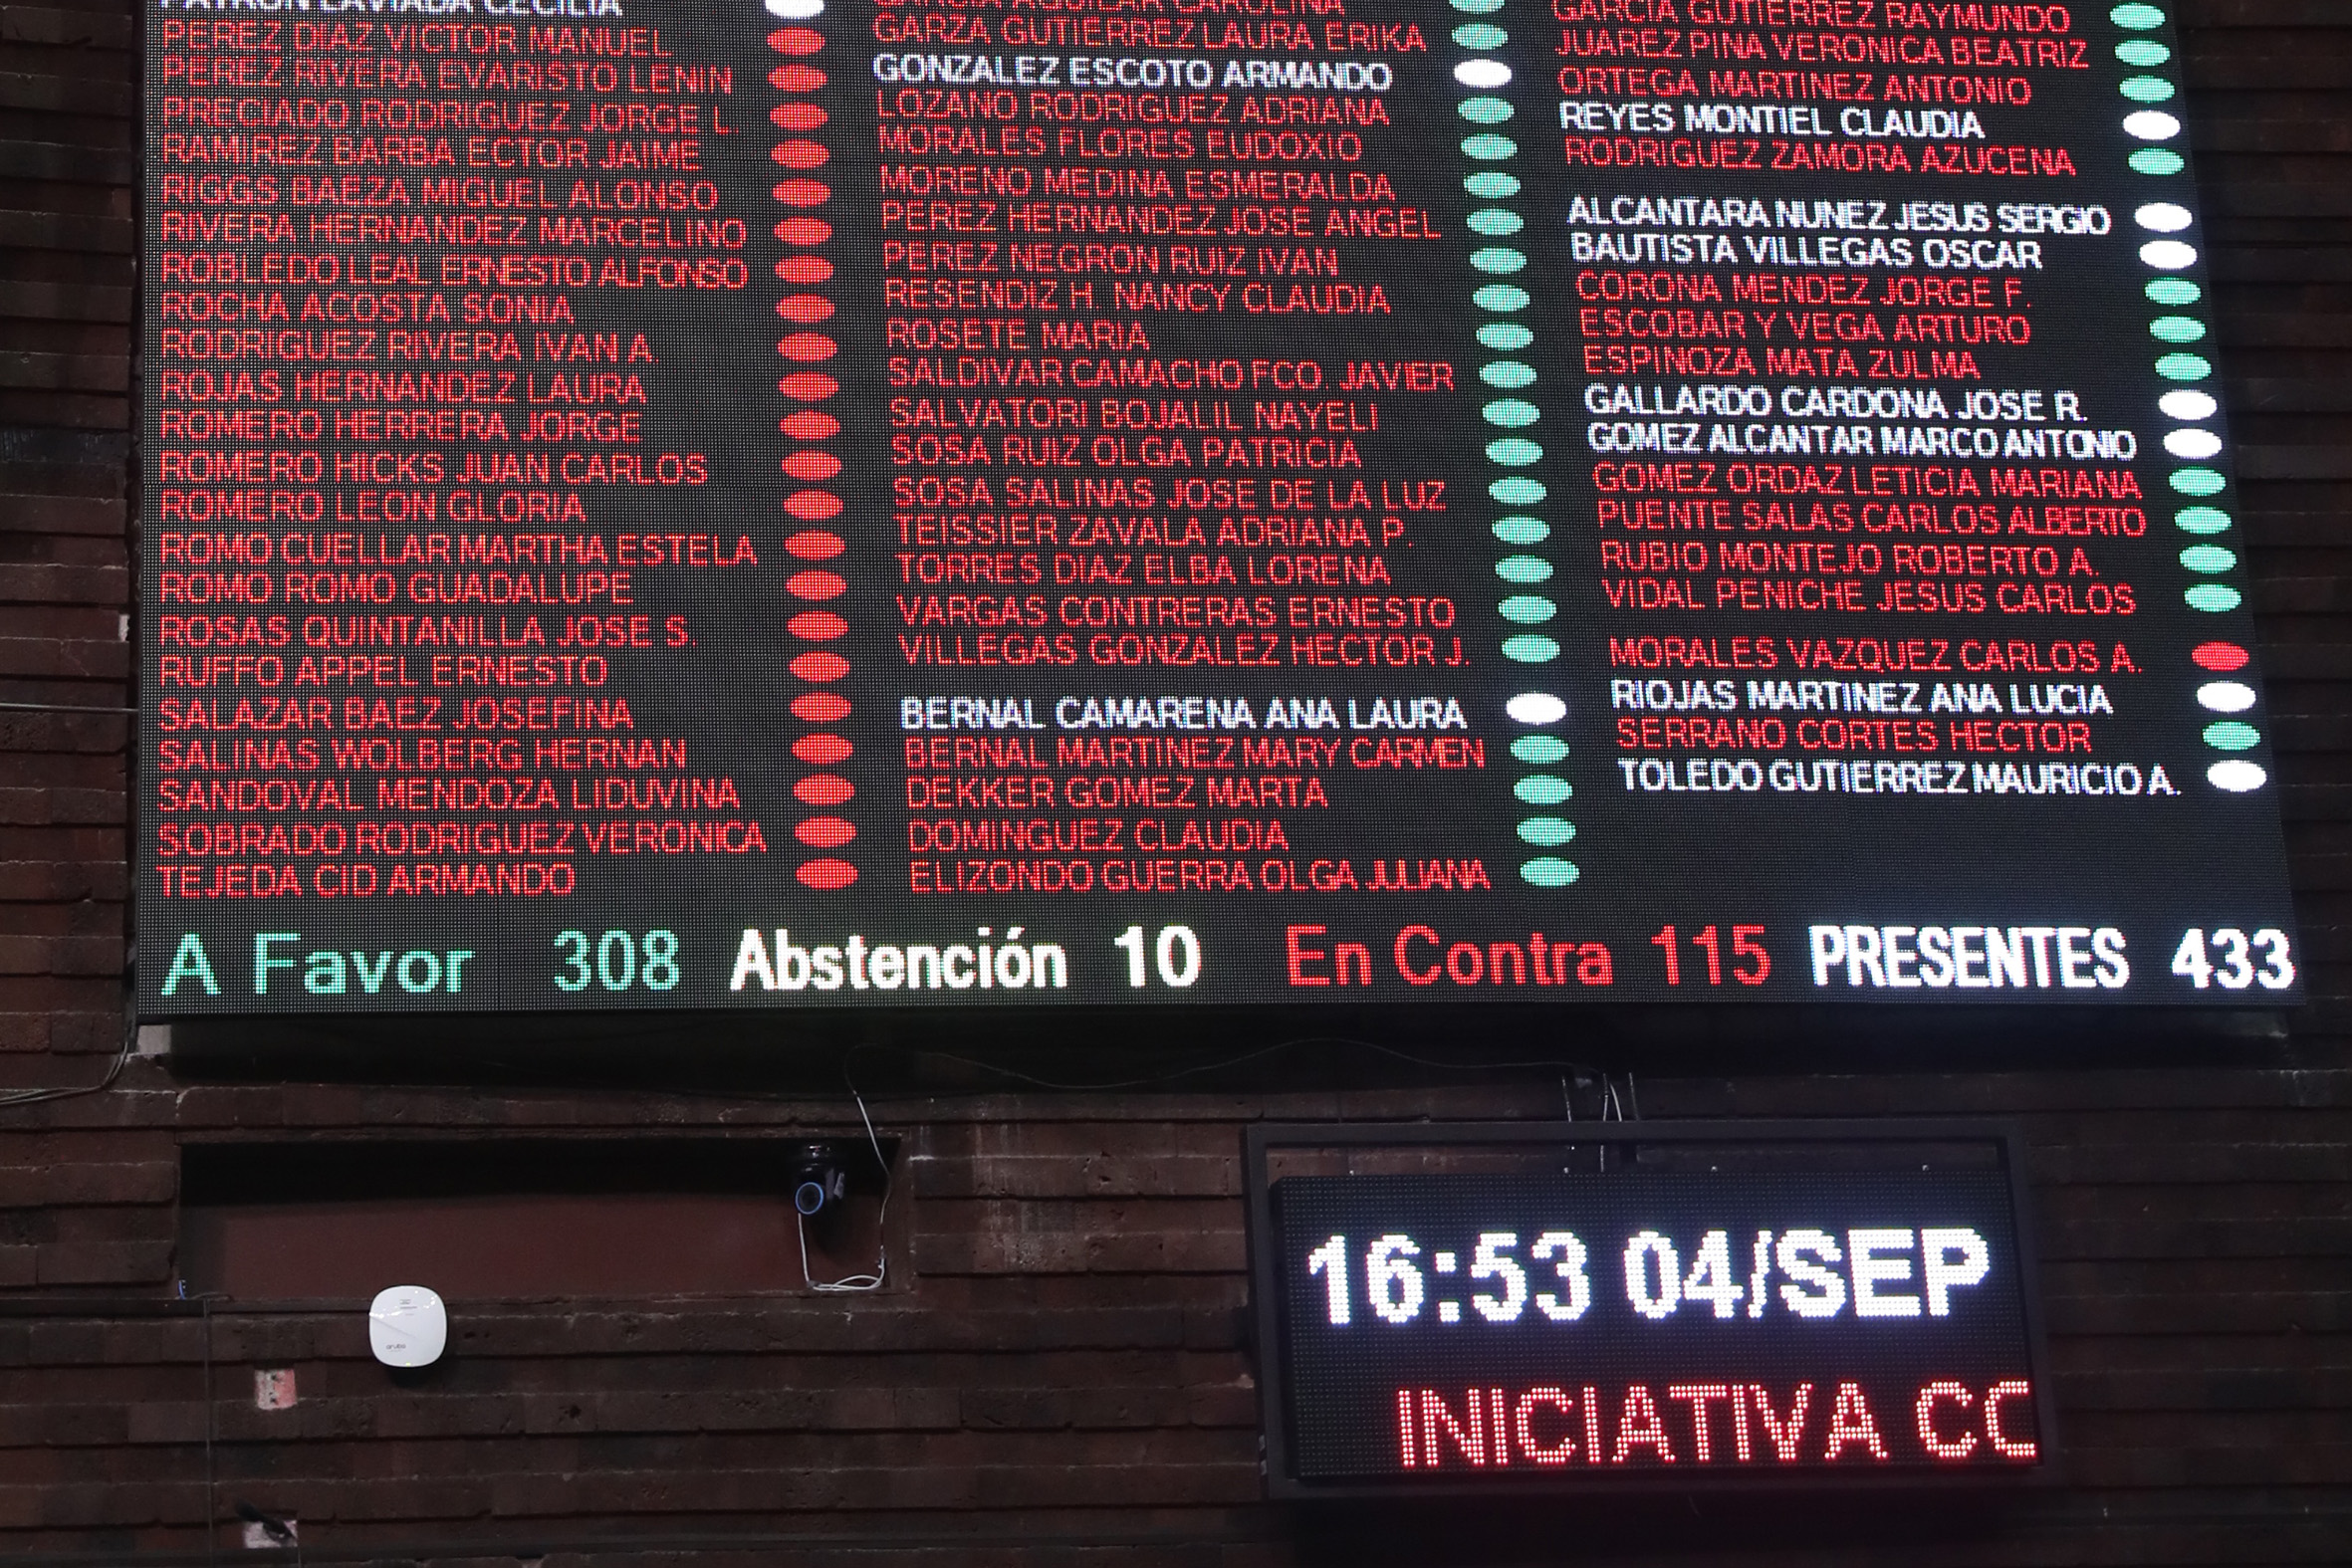 PATRON LAVIADA CECILIA
PEREZ DIAZ VICTOR MANUEL
PEREZ RIVERA EVARISTO LENIN
PRECIADO RODRIGUEZ JORGE L
RAMIREZ BARBA ECTOR JAIME
RIGGS BAEZA MIGUEL ALONSO
RIVERA HERNANDEZ MARCELINO
ROBLEDO LEAL ERNESTO ALFONSO
ROCHA ACOSTA SONIA
RODRIGUEZ RIVERA IVAN A.
ROJAS HERNANDEZ LAURA
ROMERO HERRERA JORGE
ROMERO HICKS JUAN CARLOS
ROMERO LEON GLORIA
ROMO CUELLAR MARTHA ESTELA
ROMO ROMO GUADALUPE
ROSAS QUINTANILLA JOSE S.
RUFFO APPEL ERNESTO
SALAZAR BAEZ JOSEFINA
SALINAS WOLBERG HERNAN
SANDOVAL MENDOZA LIDUVINA
SOBRADO RODRIGUEZ VERONICA
TEJEDA CID ARMANDO
GARCIA AGUILAR CAROLINA
GARZA GUTIERREZ LAURA ERIKA
GONZALEZ ESCOTO ARMANDO
LOZANO RODRIGUEZ ADRIANA
MORALES FLORES EUDOXIO
MORENO MEDINA ESMERALDA
PEREZ HERNANDEZ JOSE ANGEL
PEREZ NEGRON RUIZ IVAN
RESENDIZ H. NANCY CLAUDIA
ROSETE MARIA
SALDIVAR CAMACHO FCO. JAVIER
SALVATORI BOJALIL NAYELI
SOSA RUIZ OLGA PATRICIA
SOSA SALINAS JOSE DE LA LUZ
TEISSIER ZAVALA ADRIANA P.
TORRES DIAZ ELBA LORENA
VARGAS CONTRERAS ERNESTO
VILLEGAS GONZALEZ HECTOR J.
BERNAL CAMARENA ANA LAURA
BERNAL MARTINEZ MARY CARMEN
DEKKER GOMEZ MARTA
DOMINGUEZ CLAUDIA
ELIZONDO GUERRA OLGA JULIANA
GARCIA GUTIERREZ RAYMUNDO
JUAREZ PINA VERONICA BEATRIZ
ORTEGA MARTINEZ ANTONIO
REYES MONTIEL CLAUDIA
RODRIGUEZ ZAMORA AZUCENA
ALCANTARA NUNEZ JESUS SERGIO
BAUTISTA VILLEGAS OSCAR
CORONA MENDEZ JORGE F.
ESCOBAR Y VEGA ARTURO
ESPINOZA MATA ZULMA
GALLARDO CARDONA JOSE R.
GOMEZ ALCANTAR MARCO ANTONIO
GOMEZ ORDAZ LETICIA MARIANA
PUENTE SALAS CARLOS ALBERTO
RUBIO MONTEJO ROBERTO A.
VIDAL PENICHE JESUS CARLOS
MORALES VAZQUEZ CARLOS A.
RIOJAS MARTINEZ ANA LUCIA
SERRANO CORTES HECTOR
TOLEDO GUTIERREZ MAURICIO A.
A Favor 308 Abstención 10 En Contra 115 PRESENTES 433
16:53 04/SEP
INICIATIVA CO
aruba